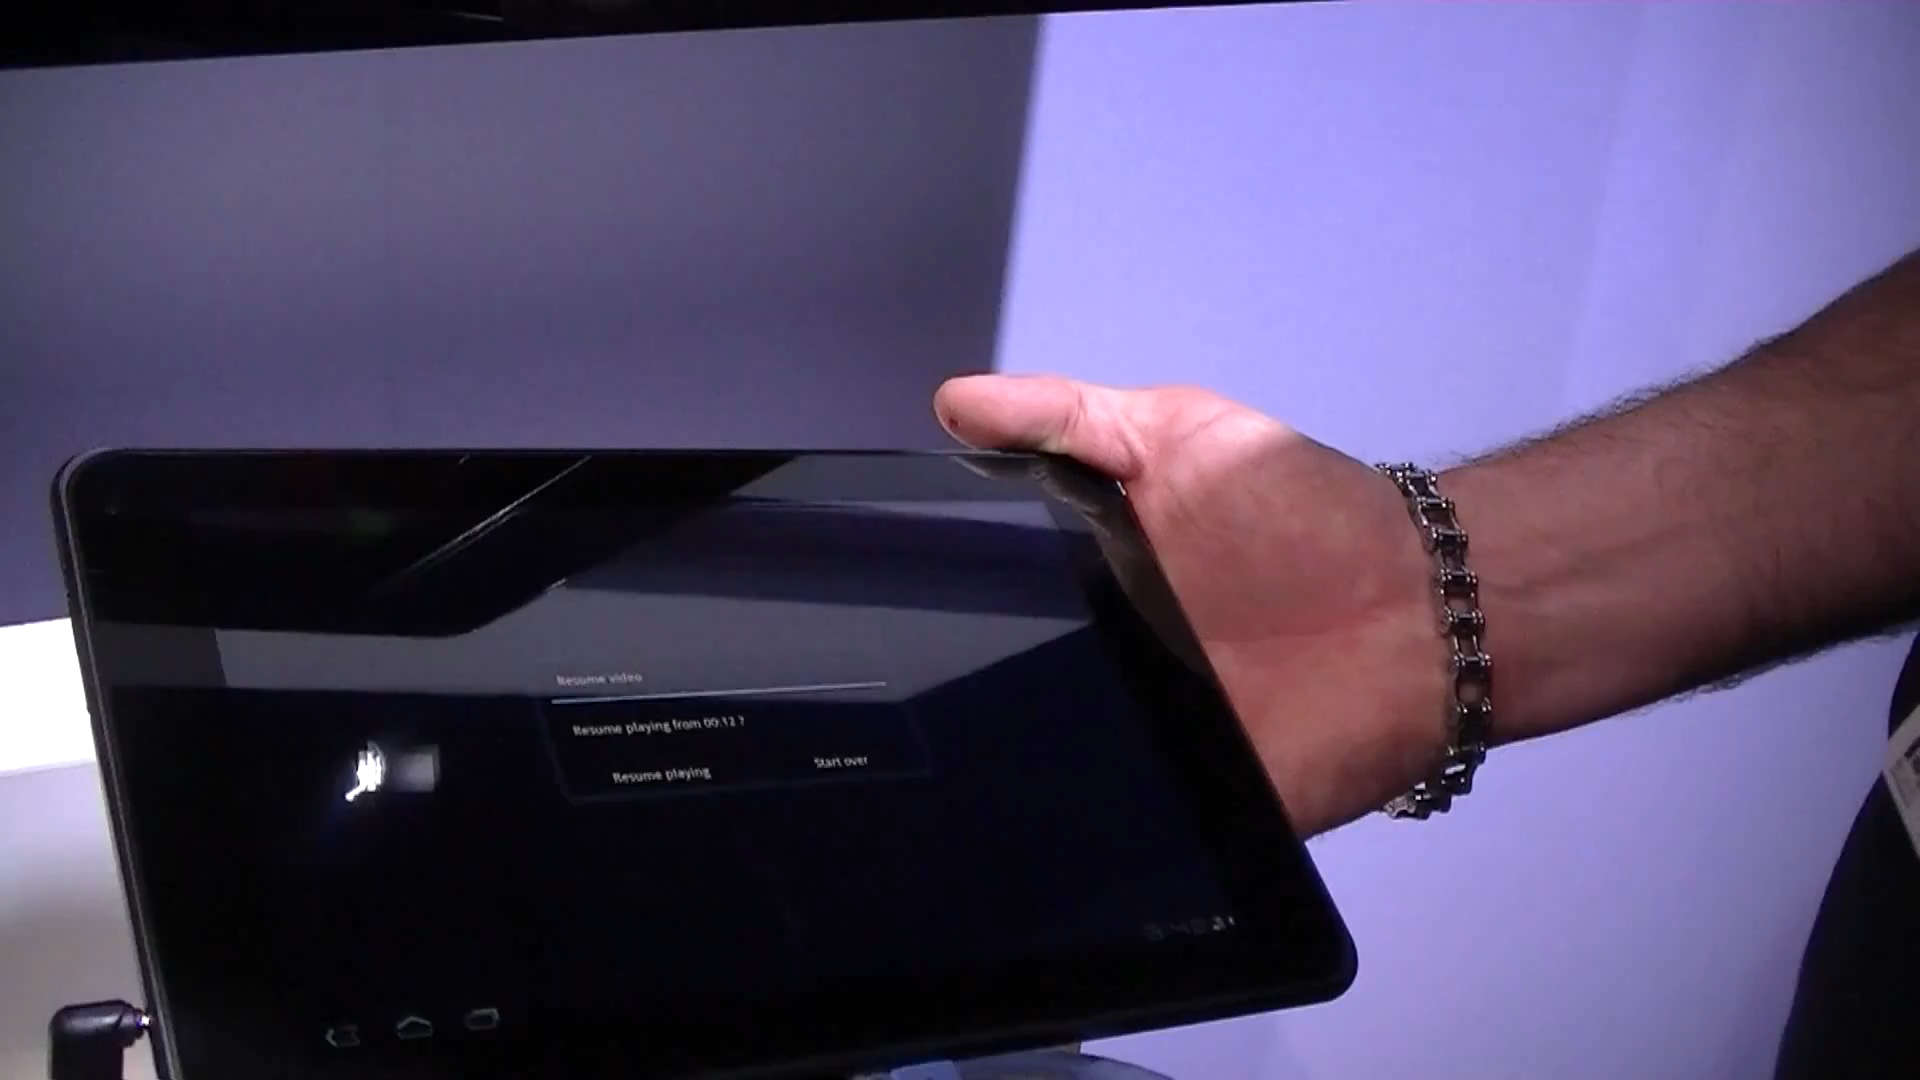 Resume video
Resume playing from 00:12 ?
Resume playing
Start over